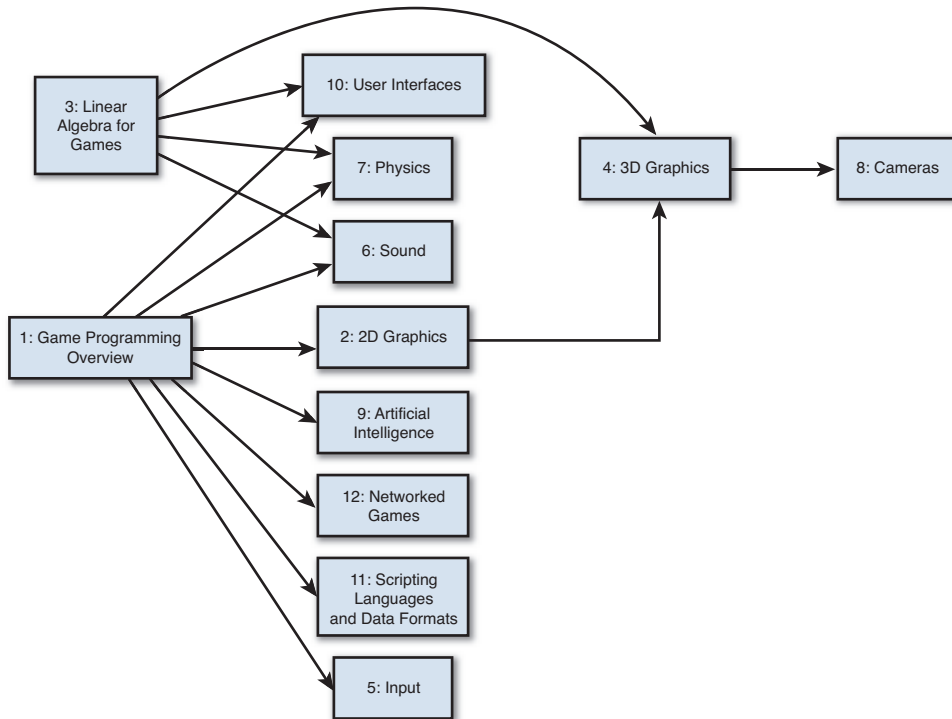 3: Linear
Algebra for
Games
10: User Interfaces
7: Physics
4: 3D Graphics
8: Cameras
6: Sound
1: Game Programming
Overview
2: 2D Graphics
9: Artificial
Intelligence
12: Networked
Games
11: Scripting
Languages
and Data Formats
5: Input